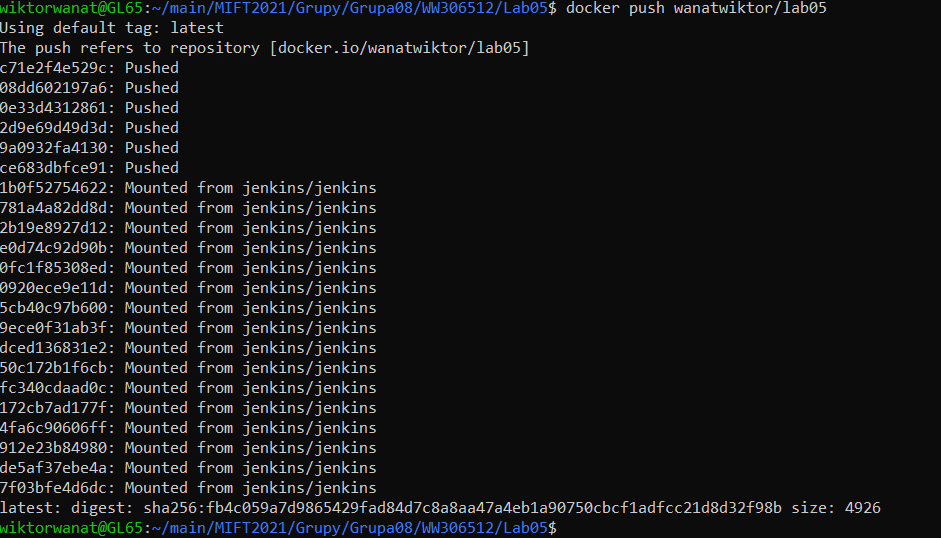 wiktorwanat@GL65:~/main/MIFT2021/Grupy/Grupa08/WW306512/Lab05$ docker push wanatwiktor/lab05
Using default tag: latest
The push refers to repository [docker.io/wanatwiktor/lab05]
c71e2f4e529c: Pushed
08dd602197a6: Pushed
0e33d4312861: Pushed
2d9e69d49d3d: Pushed
9a0932fa4130: Pushed
ce683dbfce91: Pushed
1b0f52754622: Mounted from jenkins/jenkins
781a4a82dd8d: Mounted from jenkins/jenkins
2b19e8927d12: Mounted from jenkins/jenkins
e0d74c92d90b: Mounted from jenkins/jenkins
0fc1f85308ed: Mounted from jenkins/jenkins
0920ece9e11d: Mounted from jenkins/jenkins
5cb40c97b600: Mounted from jenkins/jenkins
9ece0f31ab3f: Mounted from jenkins/jenkins
dced136831e2: Mounted from jenkins/jenkins
50c172b1f6cb: Mounted from jenkins/jenkins
fc340cdaad0c: Mounted from jenkins/jenkins
172cb7ad177f: Mounted from jenkins/jenkins
4fa6c90606ff: Mounted from jenkins/jenkins
912e23b84980: Mounted from jenkins/jenkins
de5af37ebe4a: Mounted from jenkins/jenkins
7f03bfe4d6dc: Mounted from jenkins/jenkins
latest: digest: sha256:fb4c059a7d9865429fad84d7c8a8aa47a4eb1a90750cbcf1adfcc21d8d32f98b size: 4926
wiktorwanat@GL65:~/main/MIFT2021/Grupy/Grupa08/WW306512/Lab05$